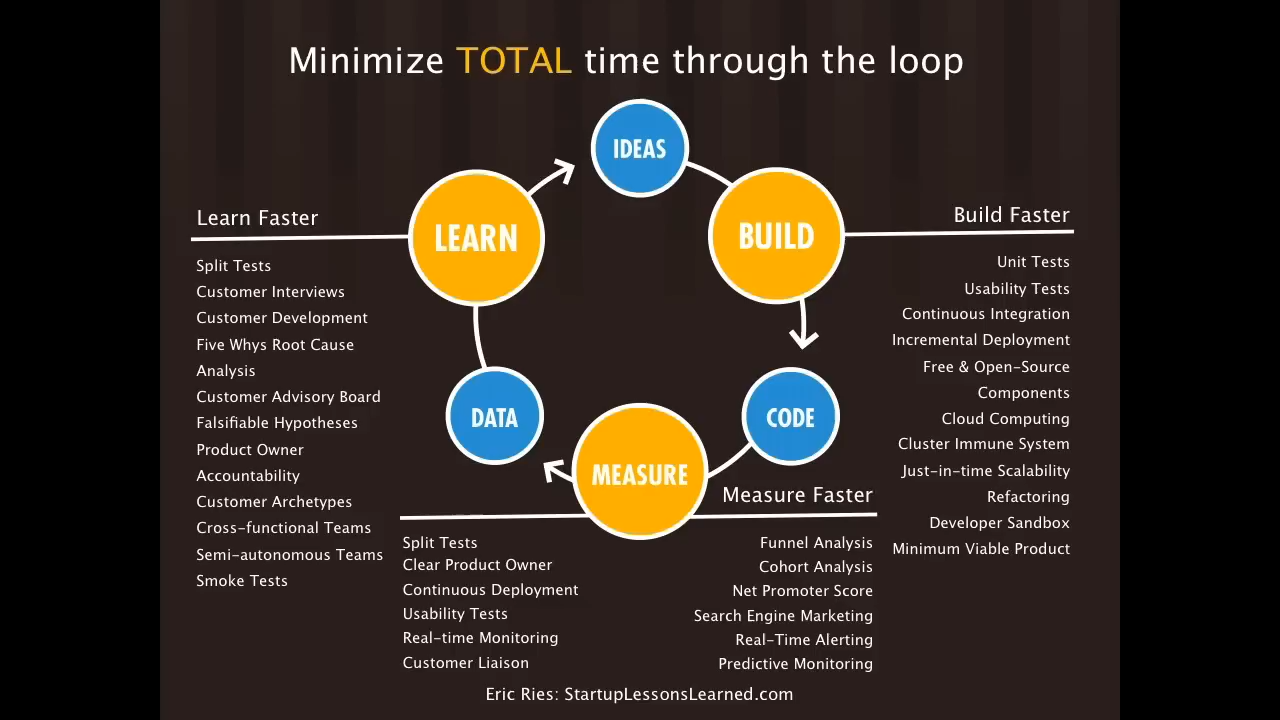 Minimize TOTAL time through the loop
IDEAS
LEARN
BUILD
DATA
CODE
MEASURE
Learn Faster
Split Tests
Customer Interviews
Customer Development
Five Whys Root Cause
Analysis
Customer Advisory Board
Falsifiable Hypotheses
Product Owner
Accountability
Customer Archetypes
Cross-functional Teams
Semi-autonomous Teams
Smoke Tests
Build Faster
Unit Tests
Usability Tests
Continuous Integration
Incremental Deployment
Free & Open-Source
Components
Cloud Computing
Cluster Immune System
Just-in-time Scalability
Refactoring
Developer Sandbox
Minimum Viable Product
Measure Faster
Split Tests
Clear Product Owner
Continuous Deployment
Usability Tests
Real-time Monitoring
Customer Liaison
Funnel Analysis
Cohort Analysis
Net Promoter Score
Search Engine Marketing
Real-Time Alerting
Predictive Monitoring
Eric Ries: StartupLessonsLearned.com